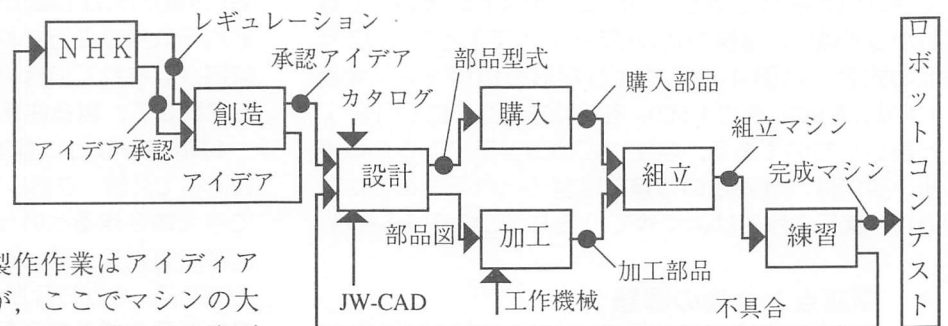 レギュレーション
NHK
承認アイデア
部品型式
カタログ
購入
購入部品
創造
アイデア承認
組立マシン
アイデア
設計
組立
完成マシン
部品図
加工
練習
加工部品
JW-CAD
工作機械
不具合
ロボットコンテスト
製作作業はアイディア
が，ここでマシンの大